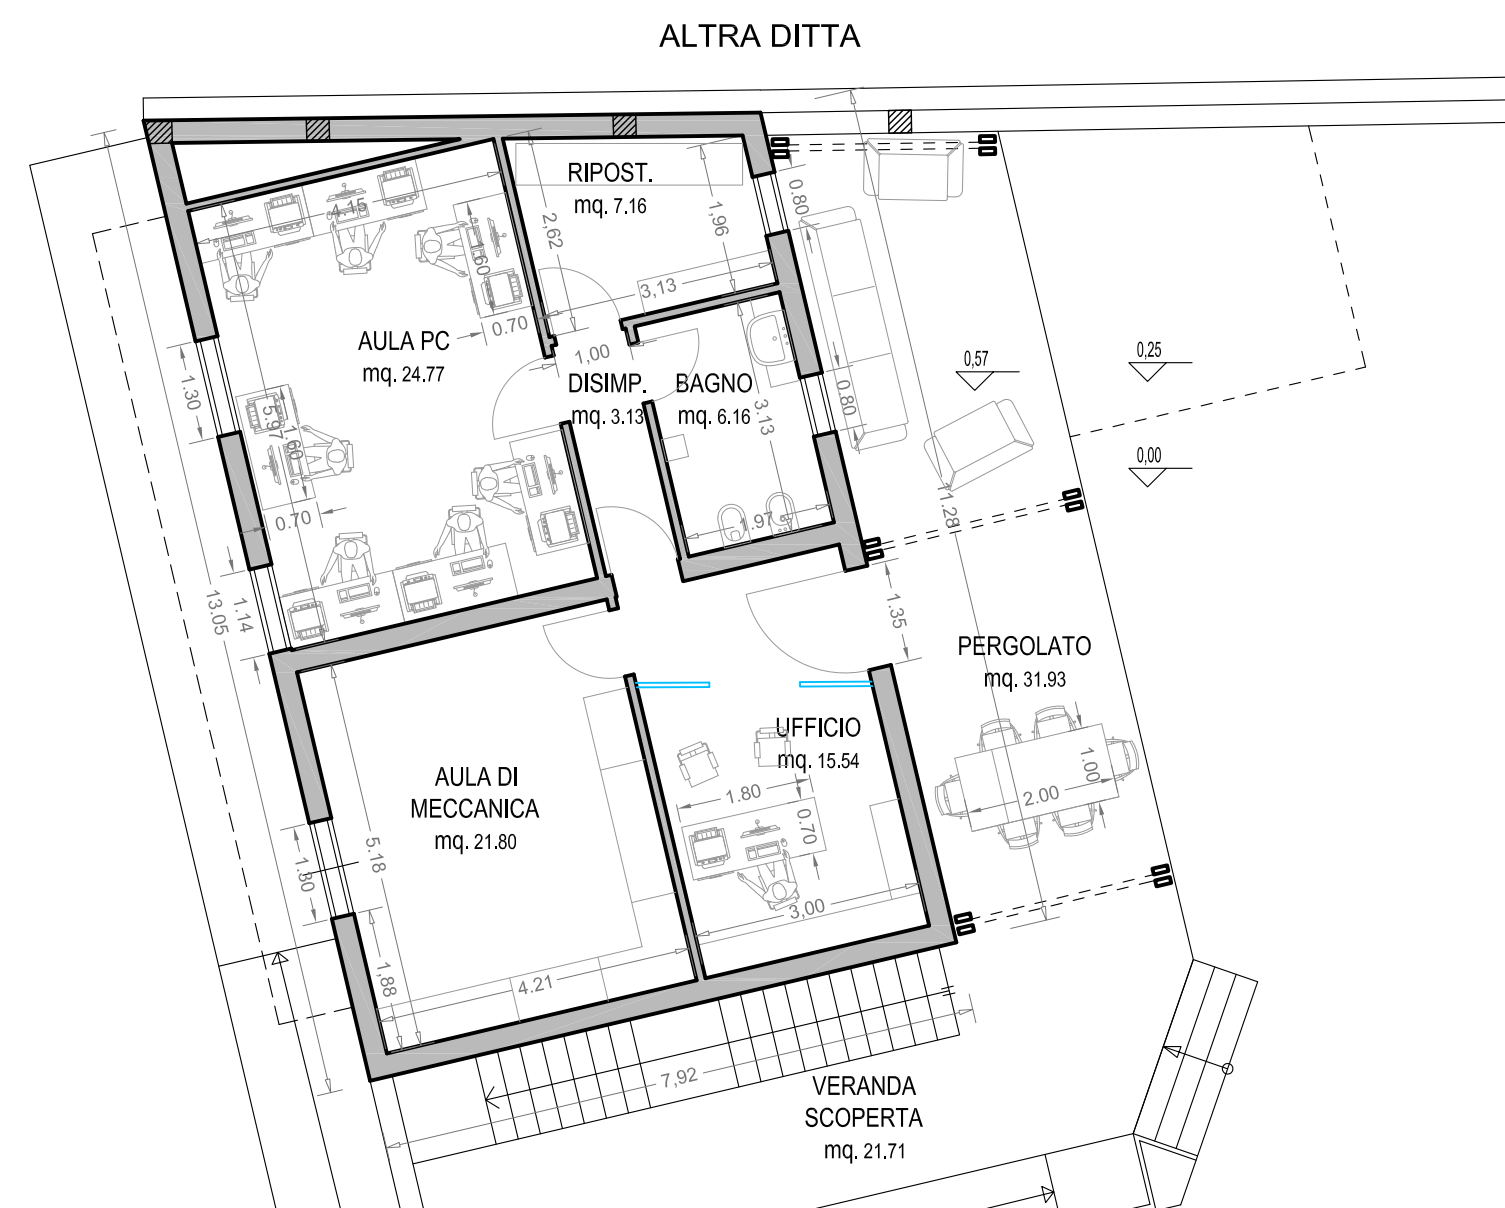 ALTRA DITTA
RIPOST.
mq. 7.16
2,62
1,96
3,13
0.80
4.15
1.60
0.70
AULA PC
mq. 24.77
1,00
DISIMP.
mq. 3.13
BAGNO
mq. 6.16
3.13
0.80
0,57
0,25
0,00
1.30
5.97
1.60
0.70
1.97
11.28
13.05
1.14
1.35
PERGOLATO
mq. 31.93
UFFICIO
mq. 15.54
1.80
0.70
1.00
2.00
AULA DI
MECCANICA
mq. 21.80
5.18
1.80
3,00
1,88
4.21
7,92
VERANDA
SCOPERTA
mq. 21.71